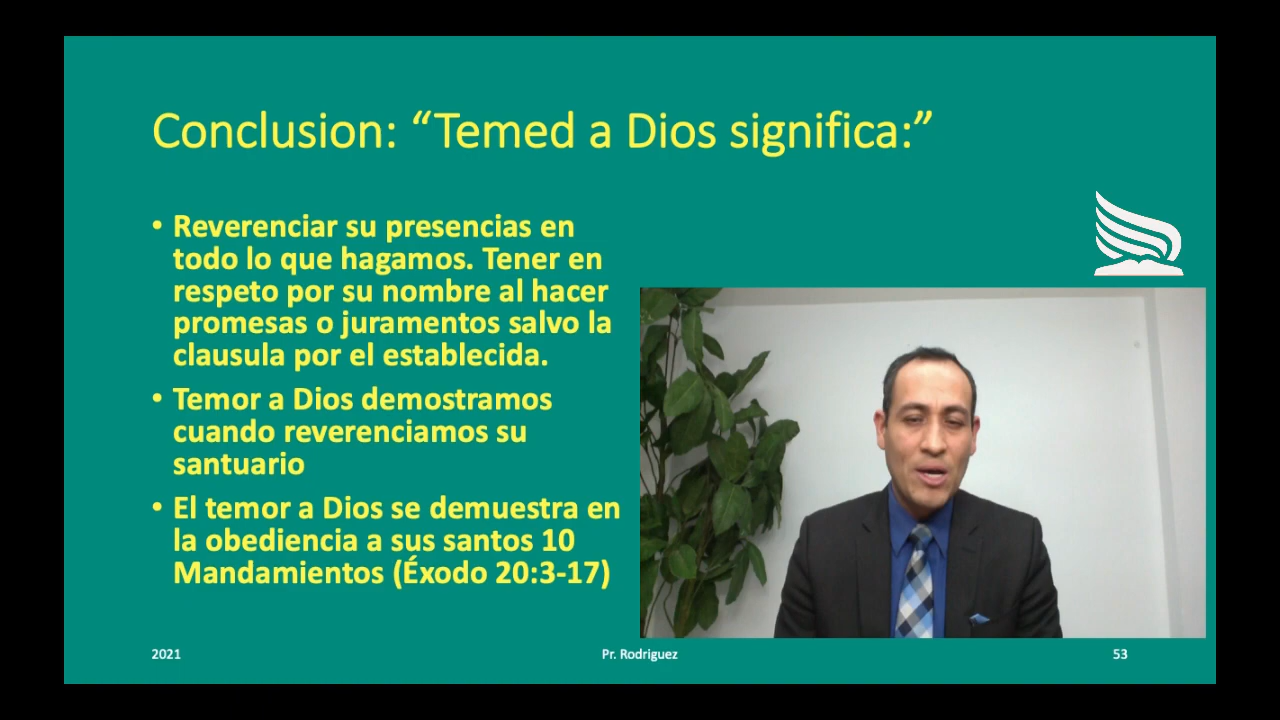 Conclusion: “Temed a Dios significa:”
• Reverenciar su presencias en
todo lo que hagamos. Tener en
respeto por su nombre al hacer
promesas o juramentos salvo la
clausula por el establecida.
• Temor a Dios demostramos
cuando reverenciamos su
santuario
• El temor a Dios se demuestra en
la obediencia a sus santos 10
Mandamientos (Éxodo 20:3-17)
2021
Pr. Rodriguez
53